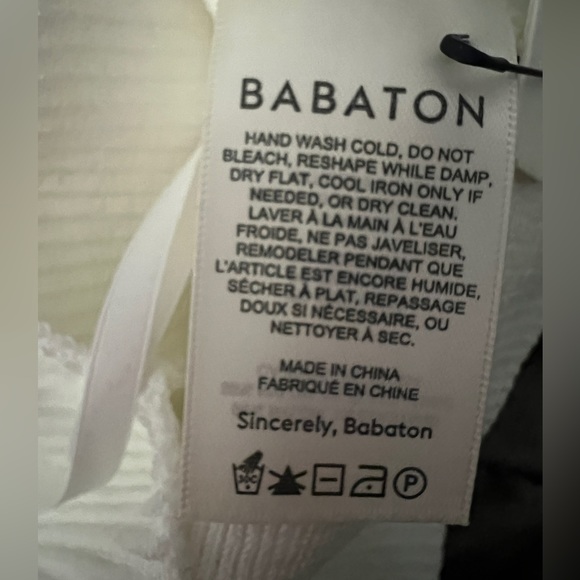 BABATON
HAND WASH COLD, DO NOT
BLEACH, RESHAPE WHILE DAMP,
DRY FLAT, COOL IRON ONLY IF
NEEDED, OR DRY CLEAN.
LAVER À LA MAIN À L'EAU
FROIDE, NE PAS JAVELISER,
REMODELER PENDANT QUE
L'ARTICLE EST ENCORE HUMIDE,
SÉCHER À PLAT, REPASSAGE
DOUX SI NÉCESSAIRE, OU
NETTOYER À SEC.
MADE IN CHINA
FABRIQUÉ EN CHINE
Sincerely, Babaton
30C P